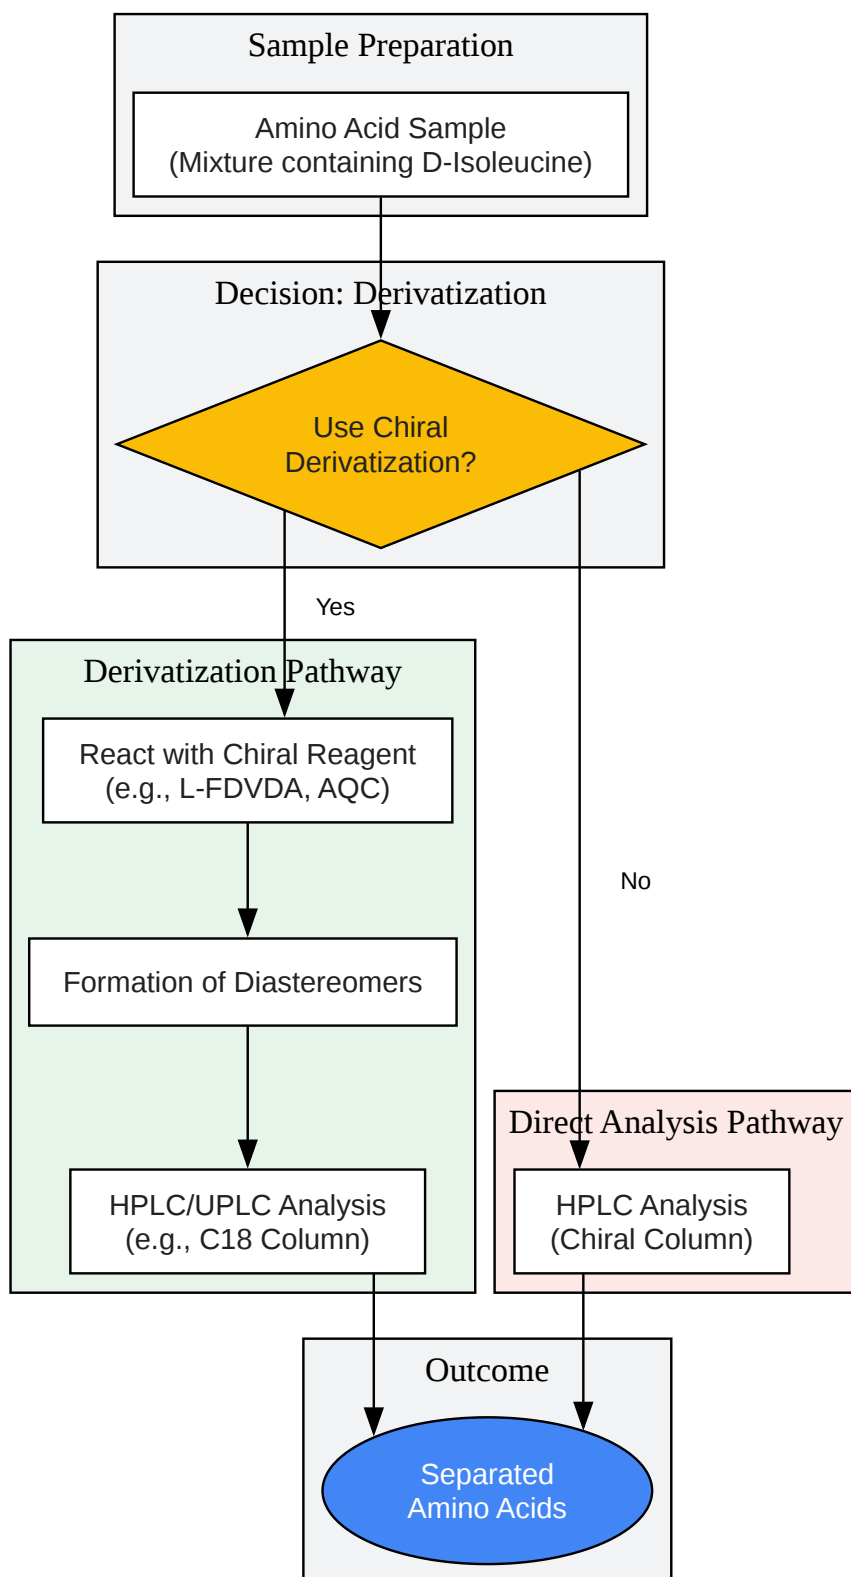 Sample Preparation
Amino Acid Sample
(Mixture containing D-Isoleucine)
Decision: Derivatization
Use Chiral
Derivatization?
Yes
Derivatization Pathway
React with Chiral Reagent
(e.g., L-FDVDA, AQC)
No
Formation of Diastereomers
Direct Analysis Pathway
HPLC/UPLC Analysis
(e.g., C18 Column)
HPLC Analysis
(Chiral Column)
Outcome
Separated
Amino Acids